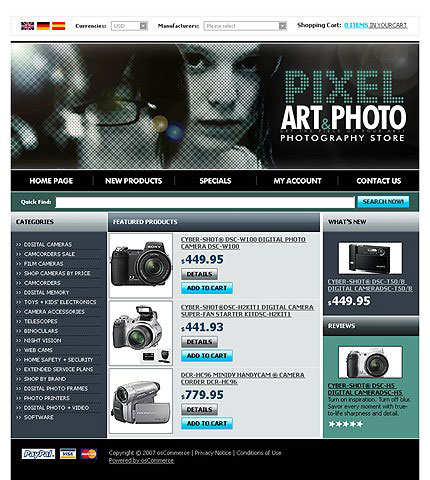 Currencies: USD Manufacturers: Please select Shopping Cart: 0 ITEMS IN YOUR CART
PIXEL
ART & PHOTO
PHOTOGRAPHY STORE
HOME PAGE NEW PRODUCTS SPECIALS MY ACCOUNT CONTACT US
Quick Find: SEARCH NOW!
CATEGORIES
>> DIGITAL CAMERAS
>> CAMCORDERS SALE
>> FILM CAMERAS
>> SHOP CAMERAS BY PRICE
>> CAMCORDERS
>> DIGITAL MEMORY
>> TOYS + KIDS' ELECTRONICS
>> CAMERA ACCESSORIES
>> TELESCOPES
>> BINOCULARS
>> NIGHT VISION
>> WEB CAMS
>> HOME SAFETY + SECURITY
>> EXTENDED SERVICE PLANS
>> SHOP BY BRAND
>> DIGITAL PHOTO FRAMES
>> PHOTO PRINTERS
>> DIGITAL PHOTO + VIDEO
>> SOFTWARE
FEATURED PRODUCTS
CYBER-SHOT® DSC-W100 DIGITAL PHOTO
CAMERA DSC-W100
$449.95
DETAILS
ADD TO CART
CYBER-SHOT®DSC-H2KIT1 DIGITAL CAMERA
SUPER-FAN STARTER KITDSC-H2KIT1
$441.93
DETAILS
ADD TO CART
DCR-HC96 MINIDV HANDYCAM ® CAMERA
CORDER DCR-HC96
$779.95
DETAILS
ADD TO CART
WHAT'S NEW
CYBER-SHOT® DSC-T50/B
DIGITAL CAMERADSC-T50/B
$449.95
REVIEWS
CYBER-SHOT® DSC-H5
DIGITAL CAMERADSC-H5
Turn on inspiration. Turn off blur.
Savor every moment with true-
to-life sharpness and detail.
PayPal VISA MasterCard
Copyright © 2007 osCommerce | Privacy Notice | Conditions of Use
Powered by osCommerce